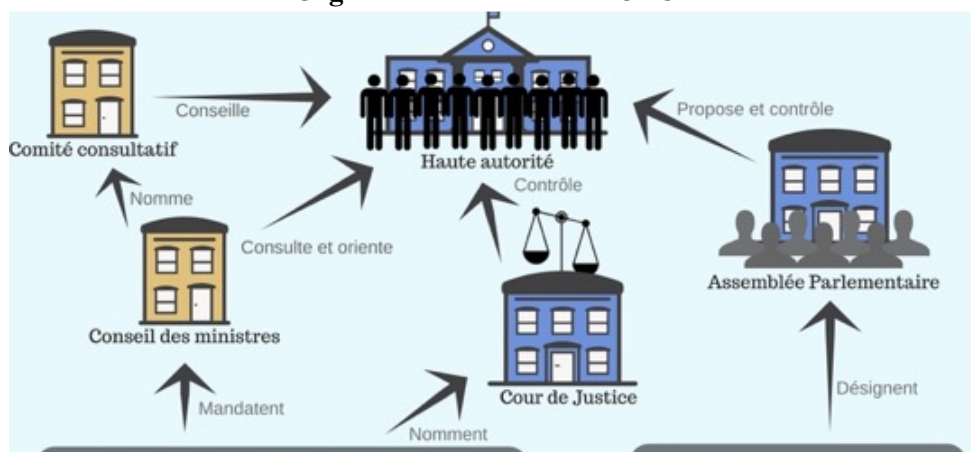 Conseille
Propose et contrôle
Comité consultatif
Haute autorité
Nomme
Contrôle
Consulte et oriente
Assemblée Parlementaire
Conseil des ministres
Cour de Justice
Désignent
Mandatent
Nomment